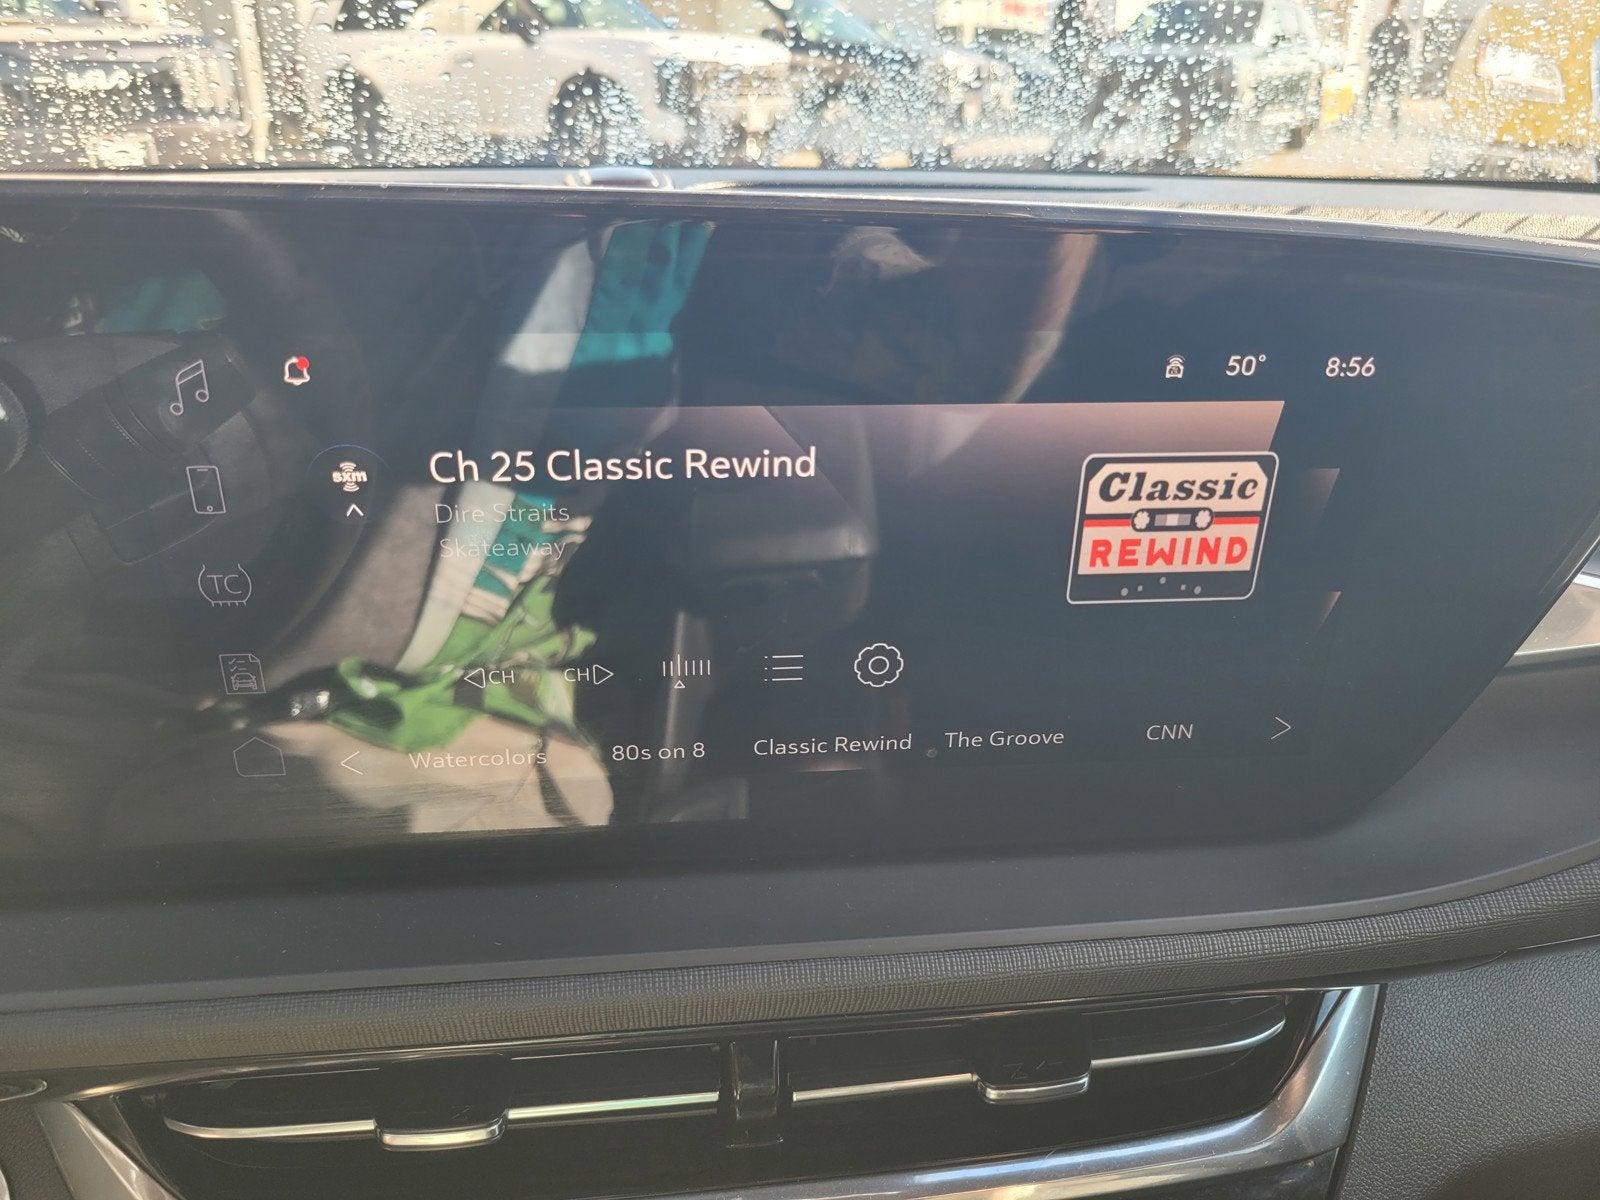 50° 8:56
sxm
Ch 25 Classic Rewind
Dire Straits
Skateaway
Classic
REWIND
TC
CH CH
Watercolors 80s on 8 Classic Rewind The Groove CNN